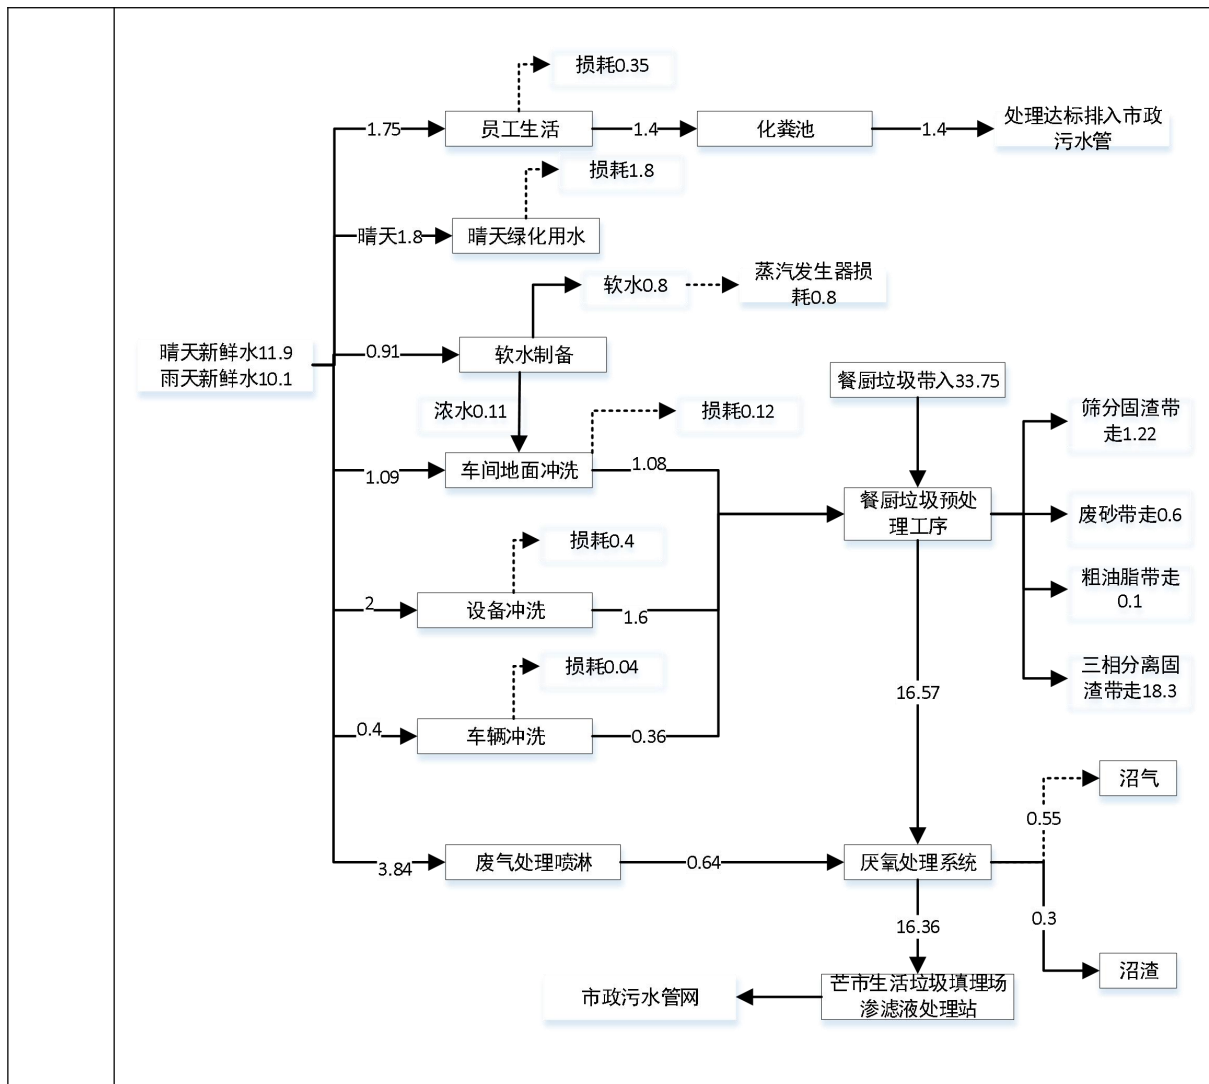 损耗0.35
1.75
员工生活
1.4
化粪池
1.4
处理达标排入市政
污水管
损耗1.8
晴天1.8
晴天绿化用水
软水0.8
蒸汽发生器损
耗0.8
晴天新鲜水11.9
雨天新鲜水10.1
0.91
软水制备
餐厨垃圾带入33.75
浓水0.11
损耗0.12
筛分固渣带
走1.22
1.09
车间地面冲洗
1.08
餐厨垃圾预处
理工序
废砂带走0.6
损耗0.4
粗油脂带走
0.1
2
设备冲洗
1.6
损耗0.04
三相分离固
渣带走18.3
16.57
0.4
车辆冲洗
0.36
沼气
0.55
3.84
废气处理喷淋
0.64
厌氧处理系统
16.36
0.3
沼渣
芒市生活垃圾填埋场
渗滤液处理站
市政污水管网